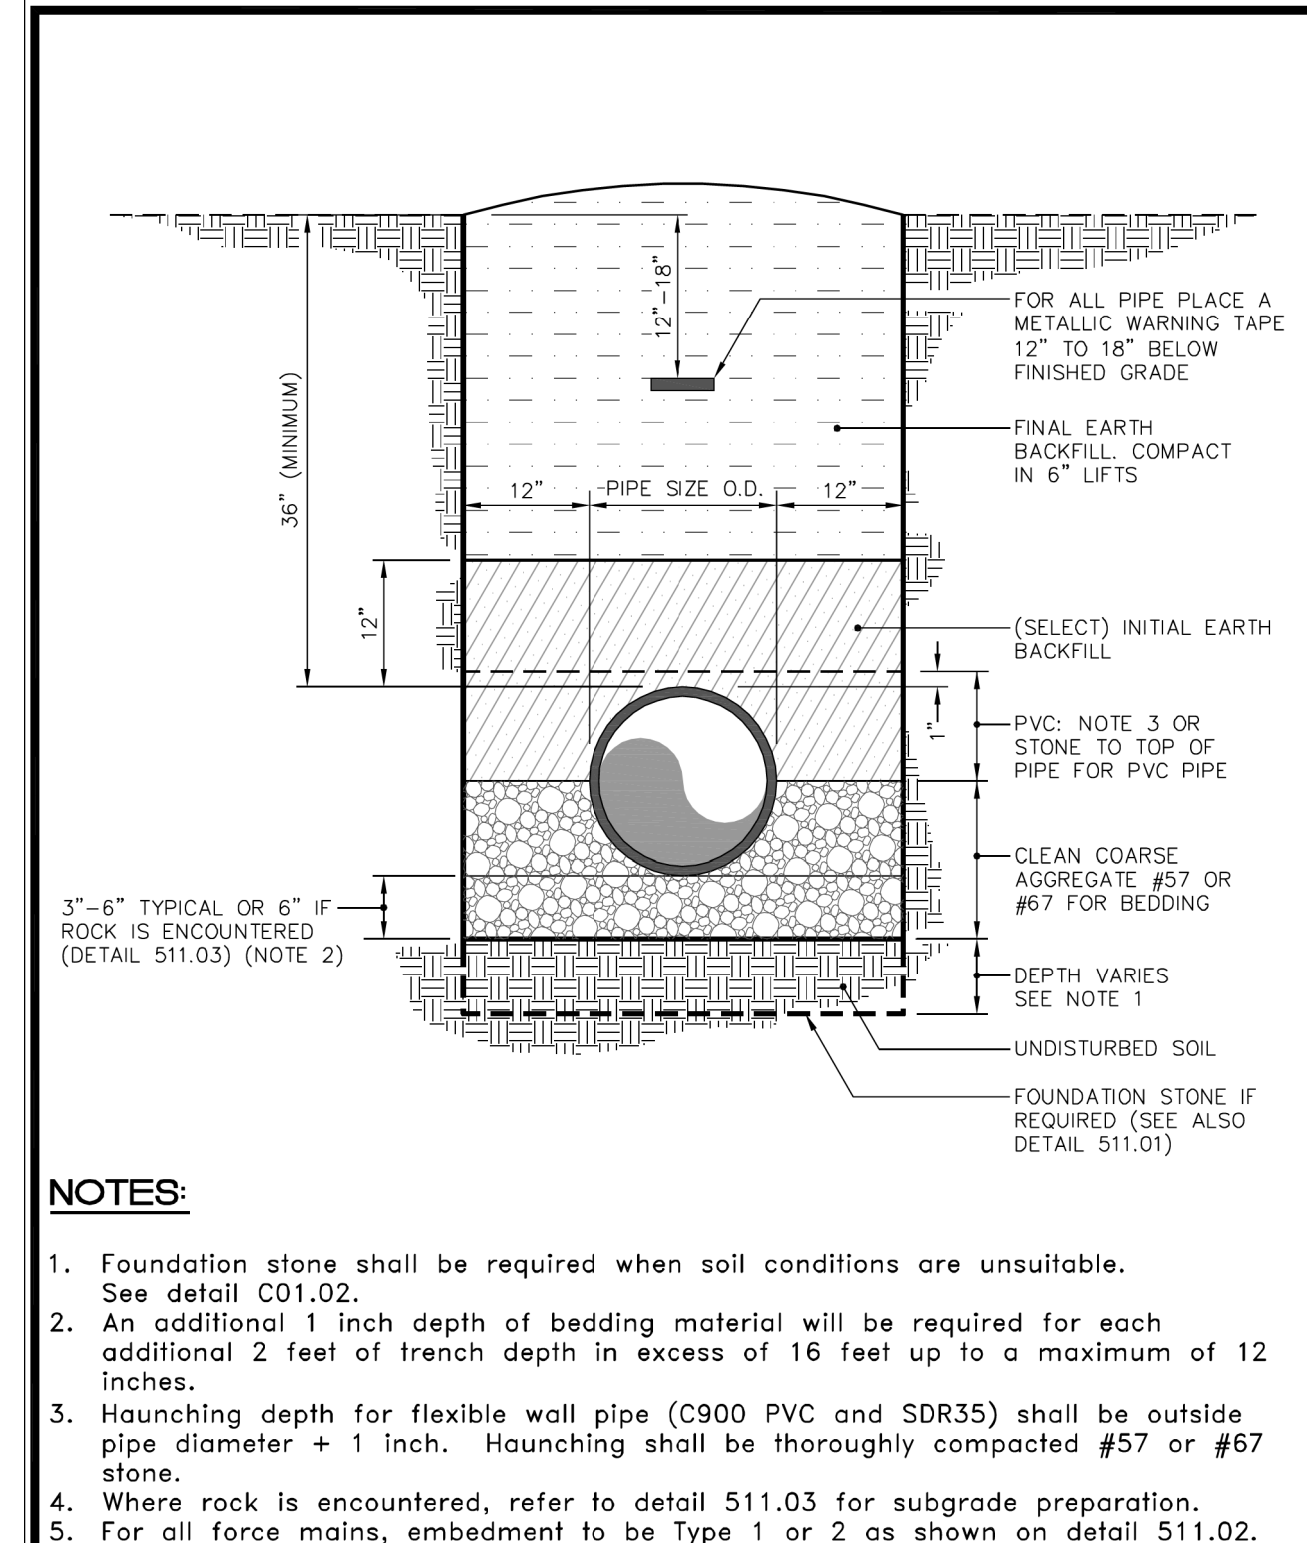 12”–18”
FOR ALL PIPE PLACE A
METALLIC WARNING TAPE
12” TO 18” BELOW
FINISHED GRADE
36” (MINIMUM)
FINAL EARTH
BACKFILL. COMPACT
IN 6” LIFTS
12”
PIPE SIZE O.D.
12”
12”
(SELECT) INITIAL EARTH
BACKFILL
1”
PVC: NOTE 3 OR
STONE TO TOP OF
PIPE FOR PVC PIPE
CLEAN COARSE
AGGREGATE #57 OR
#67 FOR BEDDING
3”–6” TYPICAL OR 6” IF
ROCK IS ENCOUNTERED
(DETAIL 511.03) (NOTE 2)
DEPTH VARIES
SEE NOTE 1
UNDISTURBED SOIL
FOUNDATION STONE IF
REQUIRED (SEE ALSO
DETAIL 511.01)
NOTES:
1. Foundation stone shall be required when soil conditions are unsuitable.
See detail C01.02.
2. An additional 1 inch depth of bedding material will be required for each
additional 2 feet of trench depth in excess of 16 feet up to a maximum of 12
inches.
3. Haunching depth for flexible wall pipe (C900 PVC and SDR35) shall be outside
pipe diameter + 1 inch. Haunching shall be thoroughly compacted #57 or #67
stone.
4. Where rock is encountered, refer to detail 511.03 for subgrade preparation.
5. For all force mains, embedment to be Type 1 or 2 as shown on detail 511.02.